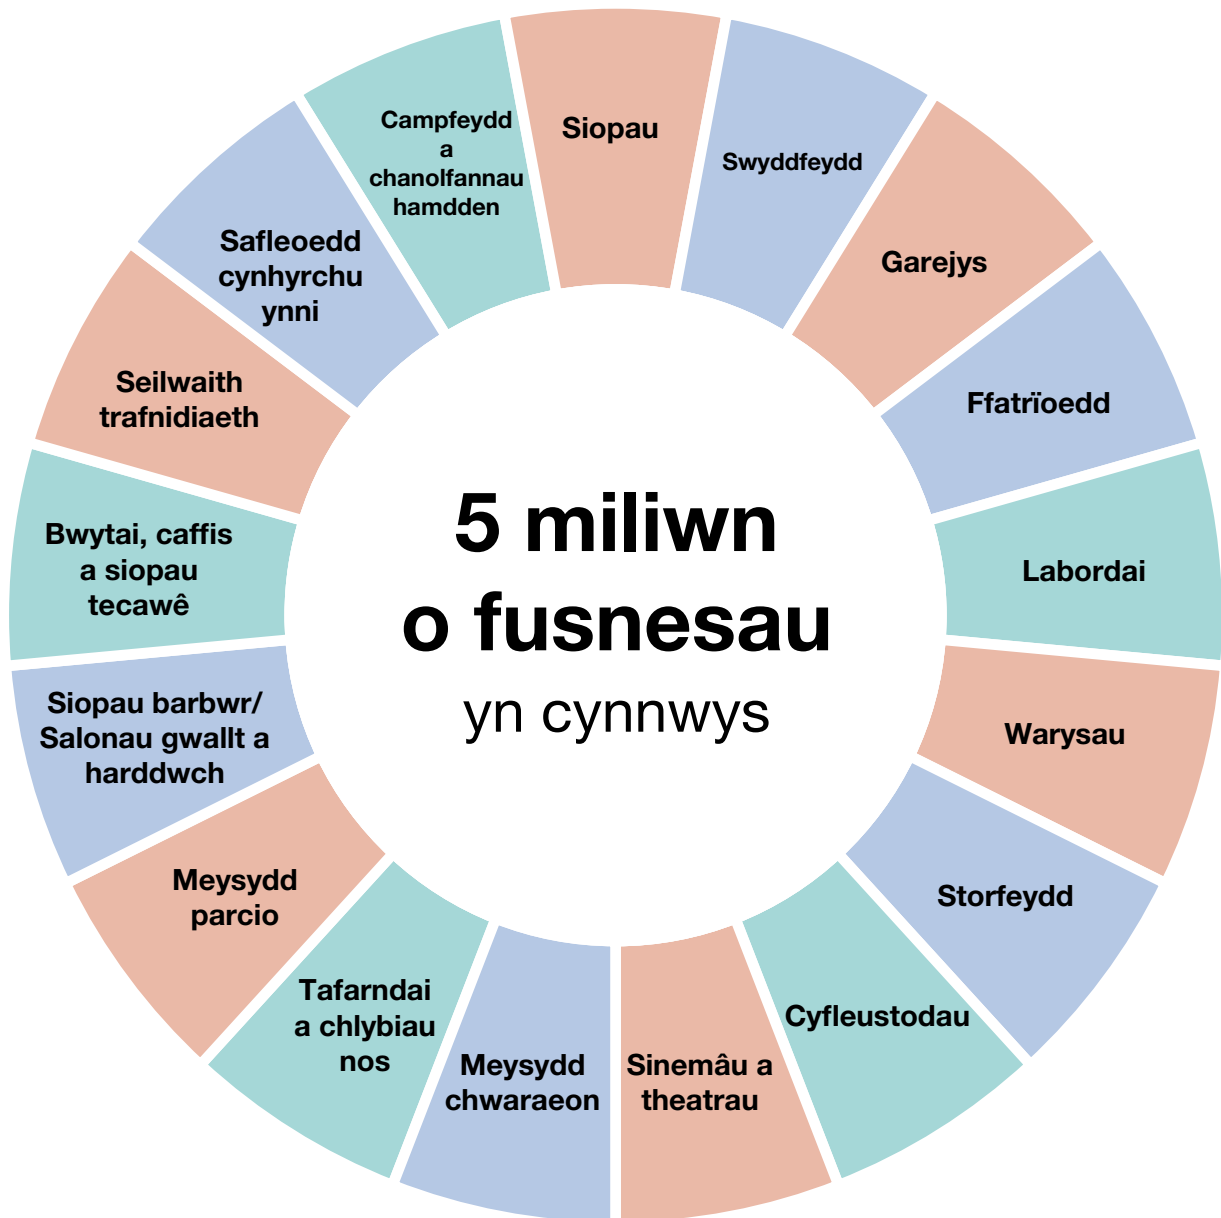 5 miliwn
o fusnesau
yn cynnwys
Siopau
Swyddfeydd
Garejys
Ffatrïoedd
Labordai
Warysau
Storfeydd
Cyfleustodau
Sinemâu a
theatrau
Meysydd
chwaraeon
Tafarndai
a chlybiau
nos
Meysydd
parcio
Siopau barbwr/
Salonau gwallt a
harddwch
Bwytai, caffis
a siopau
tecawê
Seilwaith
trafnidiaeth
Safleoedd
cynhyrchu
ynni
Campfeydd
a
chanolfannau
hamdden